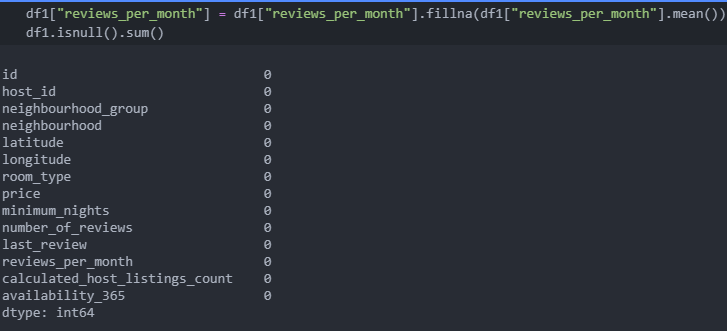 df1["reviews_per_month"] = df1["reviews_per_month"].fillna(df1["reviews_per_month"].mean())
df1.isnull().sum()
id 0
host_id 0
neighbourhood_group 0
neighbourhood 0
latitude 0
longitude 0
room_type 0
price 0
minimum_nights 0
number_of_reviews 0
last_review 0
reviews_per_month 0
calculated_host_listings_count 0
availability_365 0
dtype: int64